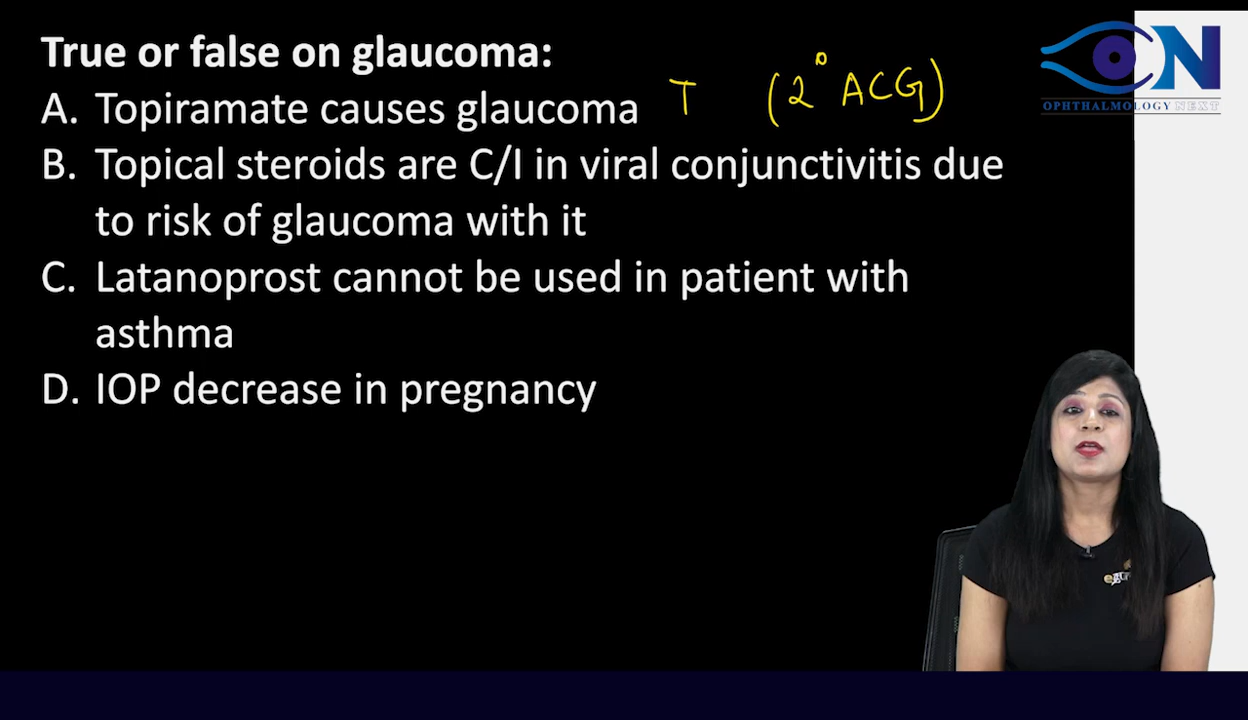 True or false on glaucoma:
A. Topiramate causes glaucoma T (2° ACG)
B. Topical steroids are C/I in viral conjunctivitis due
to risk of glaucoma with it
C. Latanoprost cannot be used in patient with
asthma
D. IOP decrease in pregnancy
CN
OPHTHALMOLOGY NEXT